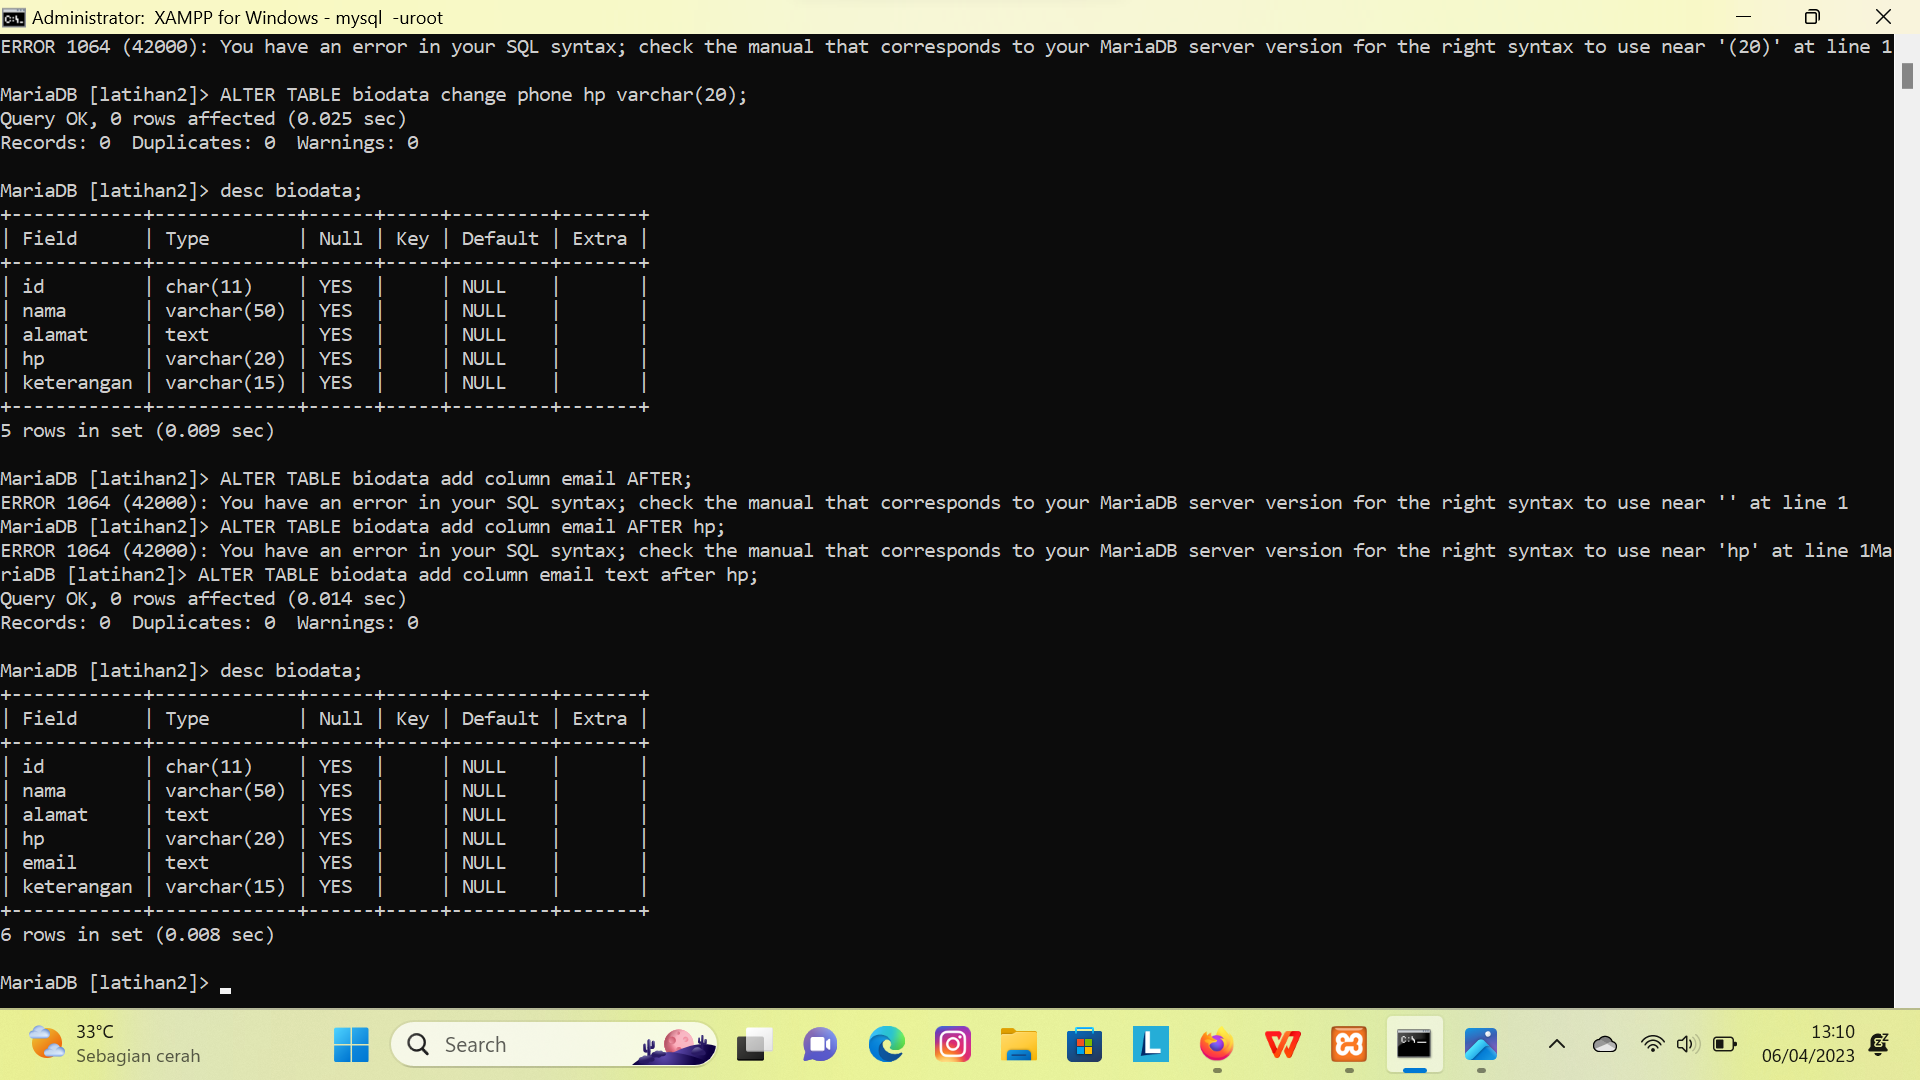 Administrator:  XAMPP for Windows - mysql  -uroot
ERROR 1064 (42000): You have an error in your SQL syntax; check the manual that corresponds to your MariaDB server version for the right syntax to use near '(20)' at line 1
MariaDB [latihan2]> ALTER TABLE biodata change phone hp varchar(20);
Query OK, 0 rows affected (0.025 sec)
Records: 0  Duplicates: 0  Warnings: 0
MariaDB [latihan2]> desc biodata;
+------------+-------------+------+-----+---------+-------+
| Field      | Type        | Null | Key | Default | Extra |
+------------+-------------+------+-----+---------+-------+
| id         | char(11)    | YES  |     | NULL    |       |
| nama       | varchar(50) | YES  |     | NULL    |       |
| alamat     | text        | YES  |     | NULL    |       |
| hp         | varchar(20) | YES  |     | NULL    |       |
| keterangan | varchar(15) | YES  |     | NULL    |       |
+------------+-------------+------+-----+---------+-------+
5 rows in set (0.009 sec)
MariaDB [latihan2]> ALTER TABLE biodata add column email AFTER;
ERROR 1064 (42000): You have an error in your SQL syntax; check the manual that corresponds to your MariaDB server version for the right syntax to use near '' at line 1
MariaDB [latihan2]> ALTER TABLE biodata add column email AFTER hp;
ERROR 1064 (42000): You have an error in your SQL syntax; check the manual that corresponds to your MariaDB server version for the right syntax to use near 'hp' at line 1Ma
riaDB [latihan2]> ALTER TABLE biodata add column email text after hp;
Query OK, 0 rows affected (0.014 sec)
Records: 0  Duplicates: 0  Warnings: 0
MariaDB [latihan2]> desc biodata;
+------------+-------------+------+-----+---------+-------+
| Field      | Type        | Null | Key | Default | Extra |
+------------+-------------+------+-----+---------+-------+
| id         | char(11)    | YES  |     | NULL    |       |
| nama       | varchar(50) | YES  |     | NULL    |       |
| alamat     | text        | YES  |     | NULL    |       |
| hp         | varchar(20) | YES  |     | NULL    |       |
| email      | text        | YES  |     | NULL    |       |
| keterangan | varchar(15) | YES  |     | NULL    |       |
+------------+-------------+------+-----+---------+-------+
6 rows in set (0.008 sec)
MariaDB [latihan2]>
33°C
Sebagian cerah
Search
13:10
06/04/2023